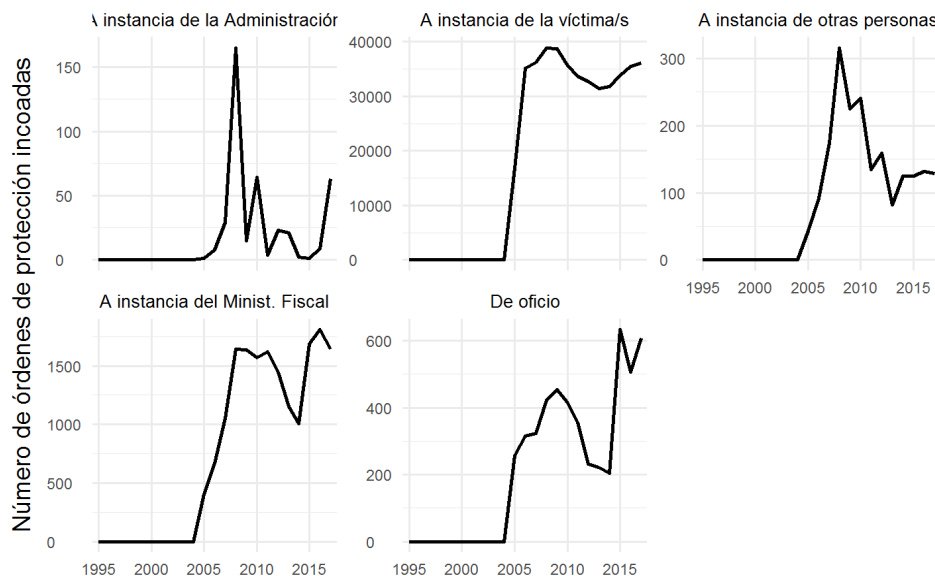 A instancia de la Administración
A instancia de la víctima/s
A instancia de otras personas
Número de órdenes de protección incoadas
150
100
50
0
40000
30000
20000
10000
0
300
200
100
0
1995 2000 2005 2010 2015
A instancia del Minist. Fiscal
De oficio
1500
1000
500
0
600
400
200
0
1995 2000 2005 2010 2015
1995 2000 2005 2010 2015